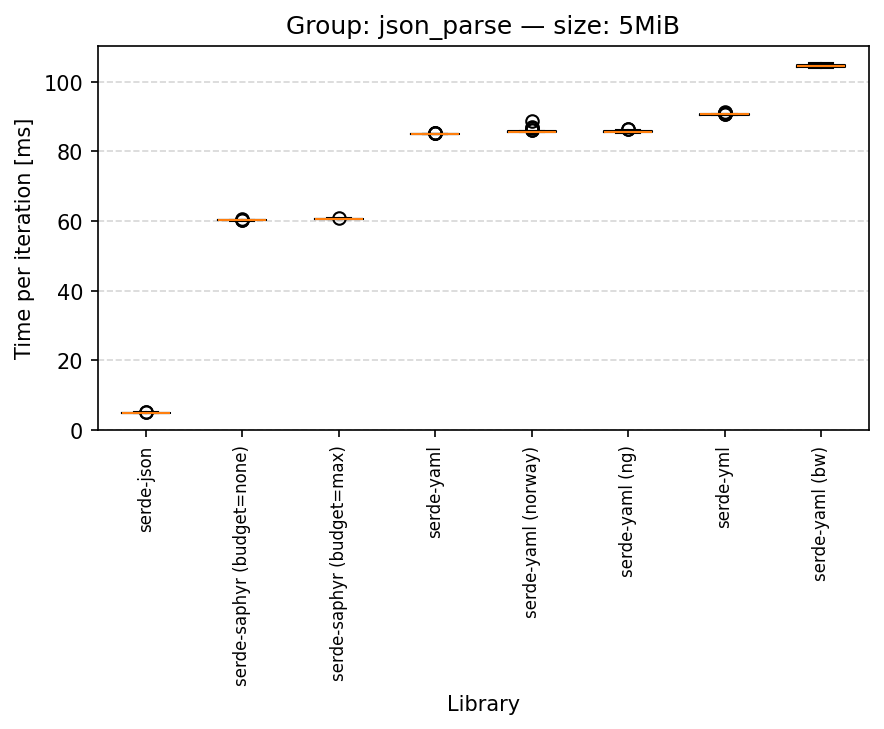 Group: json_parse — size: 5MiB
Time per iteration [ms]
100
80
60
40
20
0
serde-json
serde-saphyr (budget=none)
serde-saphyr (budget=max)
serde-yaml
serde-yaml (norway)
serde-yaml (ng)
serde-yml
serde-yaml (bw)
Library